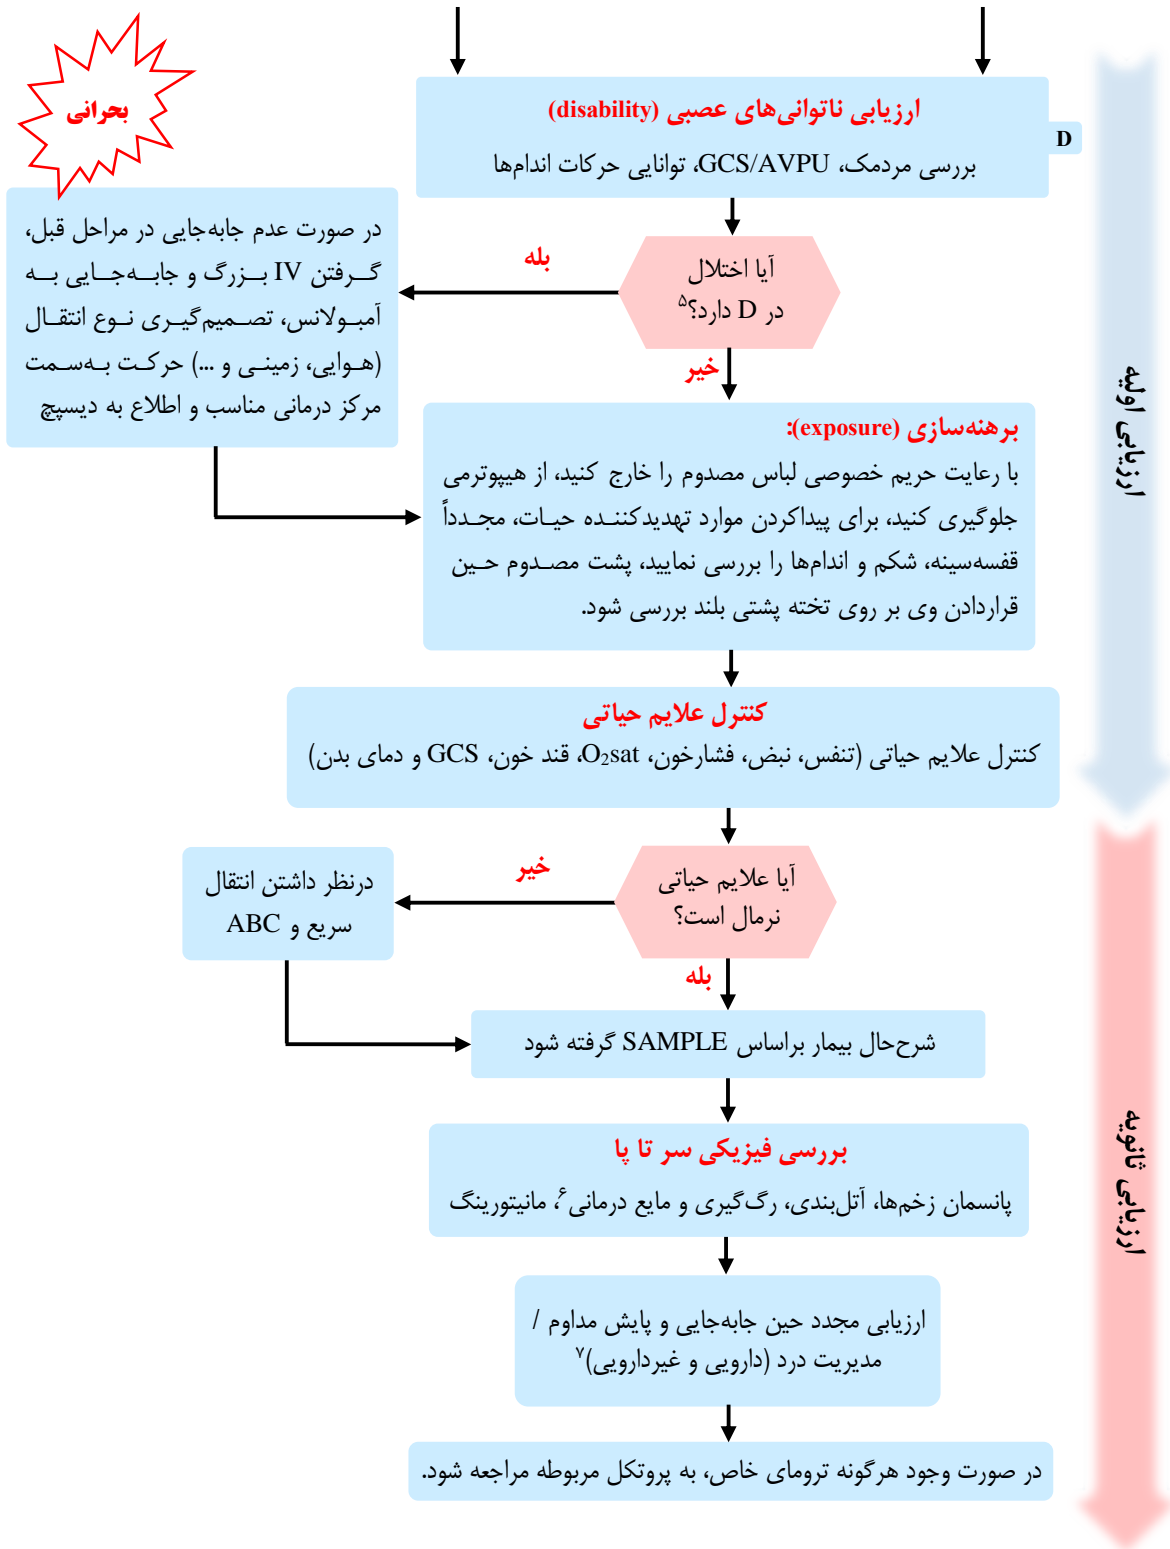 بحرانی
ارزیابی ناتوانی‌های عصبی (disability)
بررسی مردمک، GCS/AVPU، توانایی حرکات اندام‌ها
D
آیا اختلال
در D دارد؟⁵
بله
در صورت عدم جابه‌جایی در مراحل قبل،
گرفتن IV بزرگ و جابه‌جایی به
آمبولانس، تصمیم‌گیری نوع انتقال
(هوایی، زمینی و ...) حرکت به‌سمت
مرکز درمانی مناسب و اطلاع به دیسپچ
خیر
برهنه‌سازی (exposure):
با رعایت حریم خصوصی لباس مصدوم را خارج کنید، از هیپوترمی
جلوگیری کنید، برای پیداکردن موارد تهدیدکننده حیات، مجدداً
قفسه‌سینه، شکم و اندام‌ها را بررسی نمایید، پشت مصدوم حین
قراردادن وی بر روی تخته پشتی بلند بررسی شود.
ارزیابی اولیه
کنترل علایم حیاتی
کنترل علایم حیاتی (تنفس، نبض، فشارخون، O₂sat، قند خون، GCS و دمای بدن)
آیا علایم حیاتی
نرمال است؟
خیر
درنظر داشتن انتقال
سریع و ABC
بله
شرح‌حال بیمار براساس SAMPLE گرفته شود
بررسی فیزیکی سر تا پا
پانسمان زخم‌ها، آتل‌بندی، رگ‌گیری و مایع درمانی⁶، مانیتورینگ
ارزیابی ثانویه
ارزیابی مجدد حین جابه‌جایی و پایش مداوم /
مدیریت درد (دارویی و غیردارویی)⁷
در صورت وجود هرگونه ترومای خاص، به پروتکل مربوطه مراجعه شود.